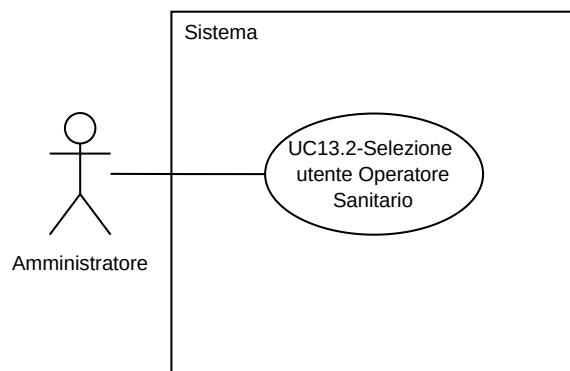 Sistema
UC13.2-Selezione
utente Operatore
Sanitario
Amministratore